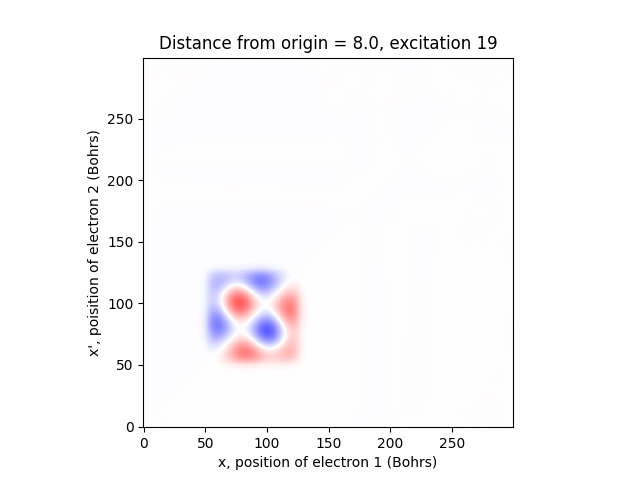 Distance from origin = 8.0, excitation 19
250
200
150
100
50
0
x', poisition of electron 2 (Bohrs)
0 50 100 150 200 250
x, position of electron 1 (Bohrs)